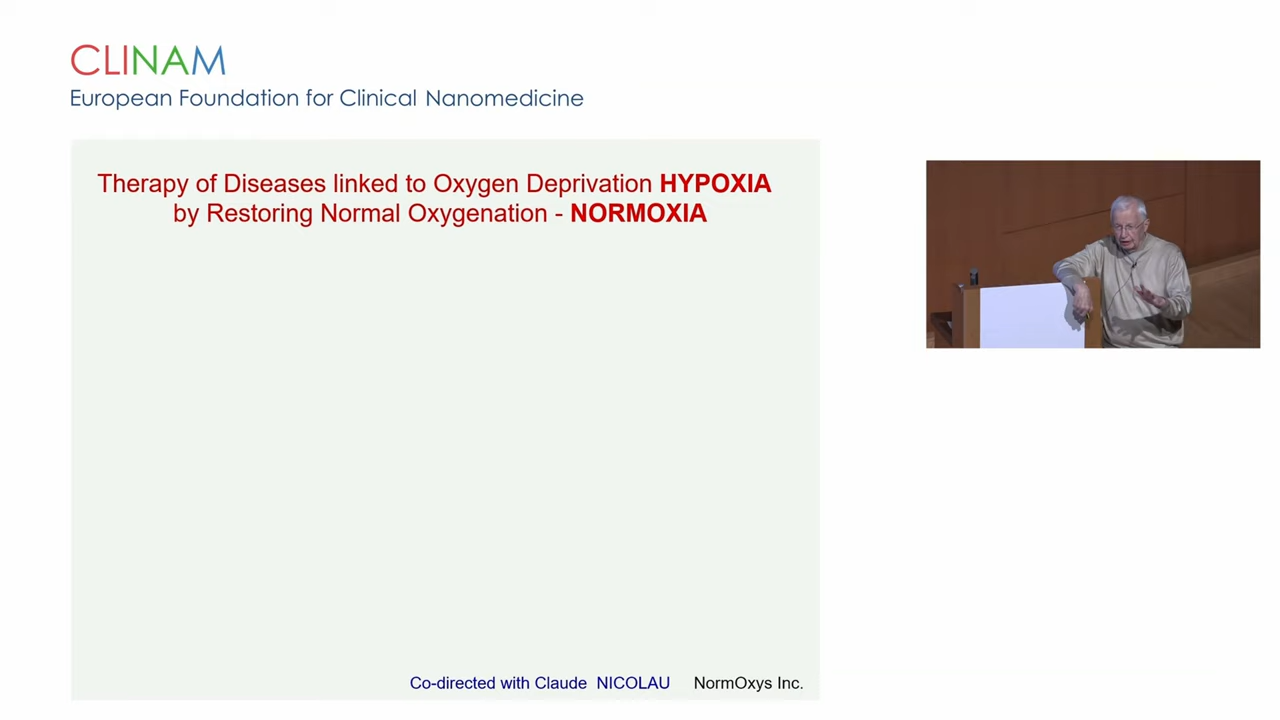 CLINAM
European Foundation for Clinical Nanomedicine
Therapy of Diseases linked to Oxygen Deprivation HYPOXIA
by Restoring Normal Oxygenation - NORMOXIA
Co-directed with Claude NICOLAU NormOxys Inc.